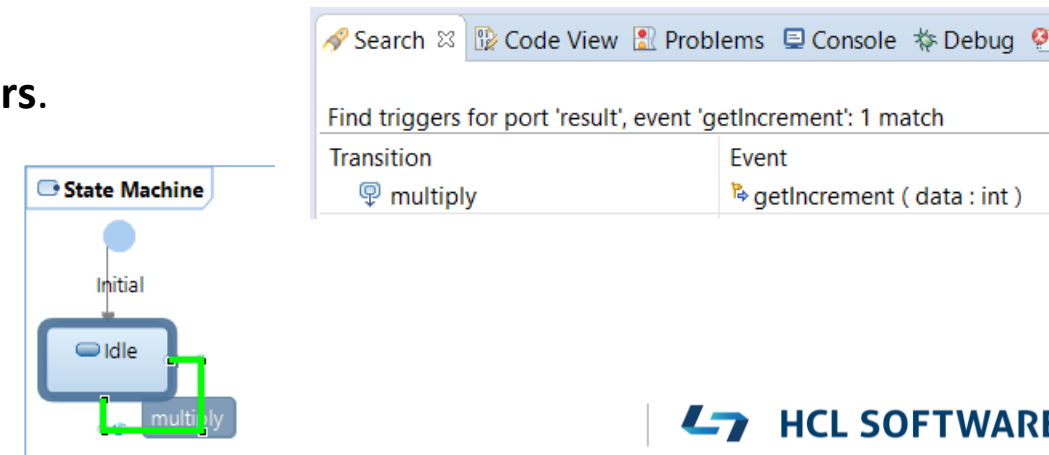 Search Code View Problems Console Debug
rs.
Find triggers for port 'result', event 'getIncrement': 1 match
Transition Event
multiply getIncrement ( data : int )
State Machine
Initial
Idle
multiply
HCL SOFTWARE